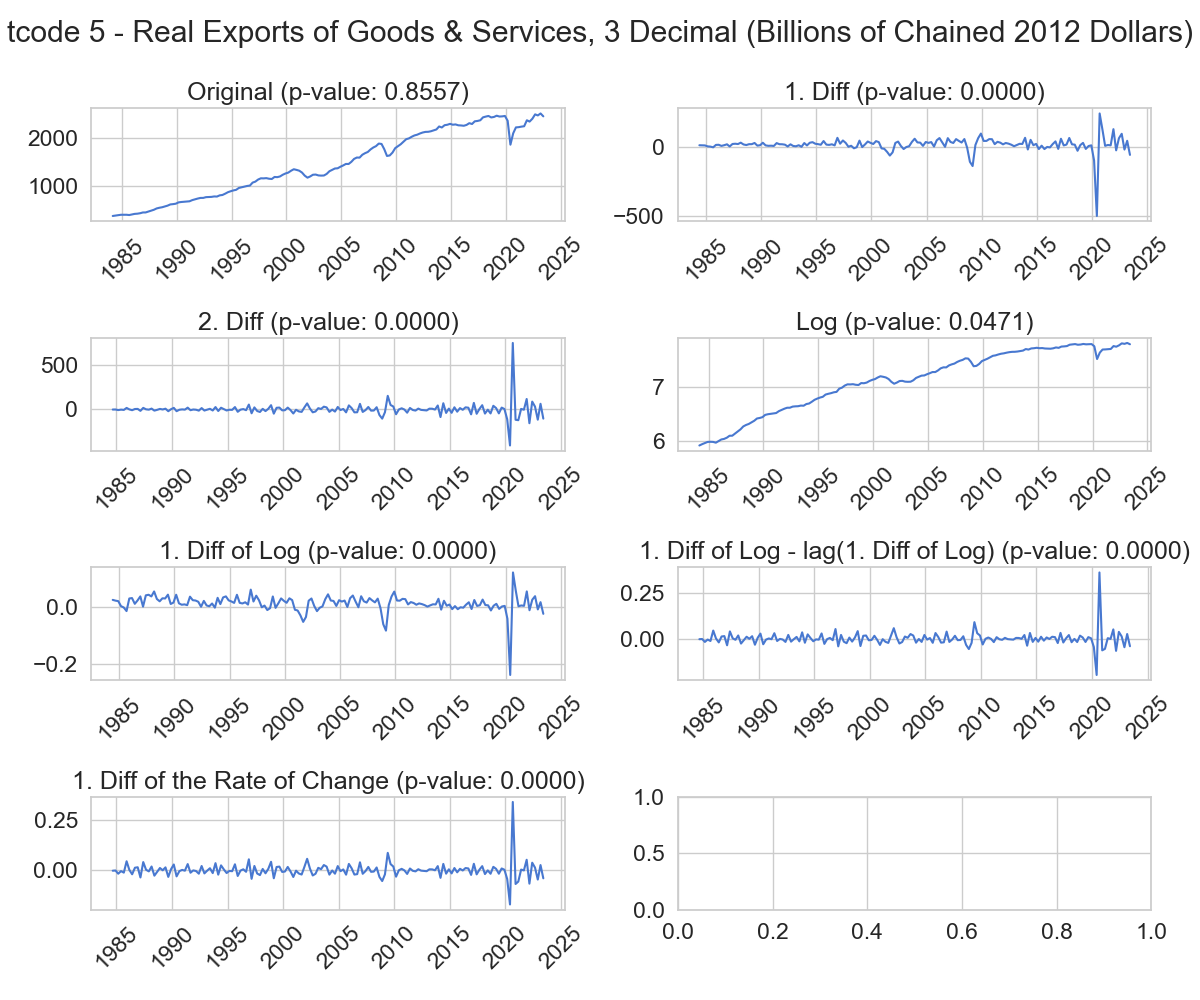 tcode 5 - Real Exports of Goods & Services, 3 Decimal (Billions of Chained 2012 Dollars)
Original (p-value: 0.8557)
2000
1000
1985 1990 1995 2000 2005 2010 2015 2020 2025
1. Diff (p-value: 0.0000)
0
−500
1985 1990 1995 2000 2005 2010 2015 2020 2025
2. Diff (p-value: 0.0000)
500
0
1985 1990 1995 2000 2005 2010 2015 2020 2025
Log (p-value: 0.0471)
7
6
1985 1990 1995 2000 2005 2010 2015 2020 2025
1. Diff of Log (p-value: 0.0000)
0.0
−0.2
1985 1990 1995 2000 2005 2010 2015 2020 2025
1. Diff of Log - lag(1. Diff of Log) (p-value: 0.0000)
0.25
0.00
1985 1990 1995 2000 2005 2010 2015 2020 2025
1. Diff of the Rate of Change (p-value: 0.0000)
0.25
0.00
1985 1990 1995 2000 2005 2010 2015 2020 2025
1.0
0.5
0.0
0.0 0.2 0.4 0.6 0.8 1.0